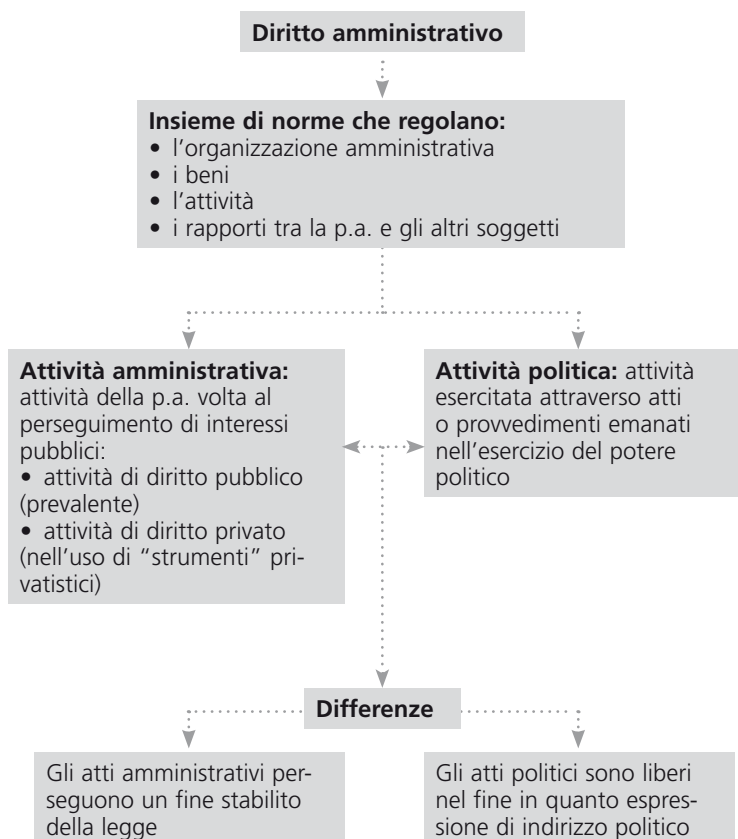 Diritto amministrativo
Insieme di norme che regolano:
• l’organizzazione amministrativa
• i beni
• l’attività
• i rapporti tra la p.a. e gli altri soggetti
Attività amministrativa:
attività della p.a. volta al
perseguimento di interessi
pubblici:
• attività di diritto pubblico
(prevalente)
• attività di diritto privato
(nell’uso di “strumenti” pri-
vatistici)
Attività politica: attività
esercitata attraverso atti
o provvedimenti emanati
nell’esercizio del potere
politico
Differenze
Gli atti amministrativi per-
seguono un fine stabilito
della legge
Gli atti politici sono liberi
nel fine in quanto espres-
sione di indirizzo politico